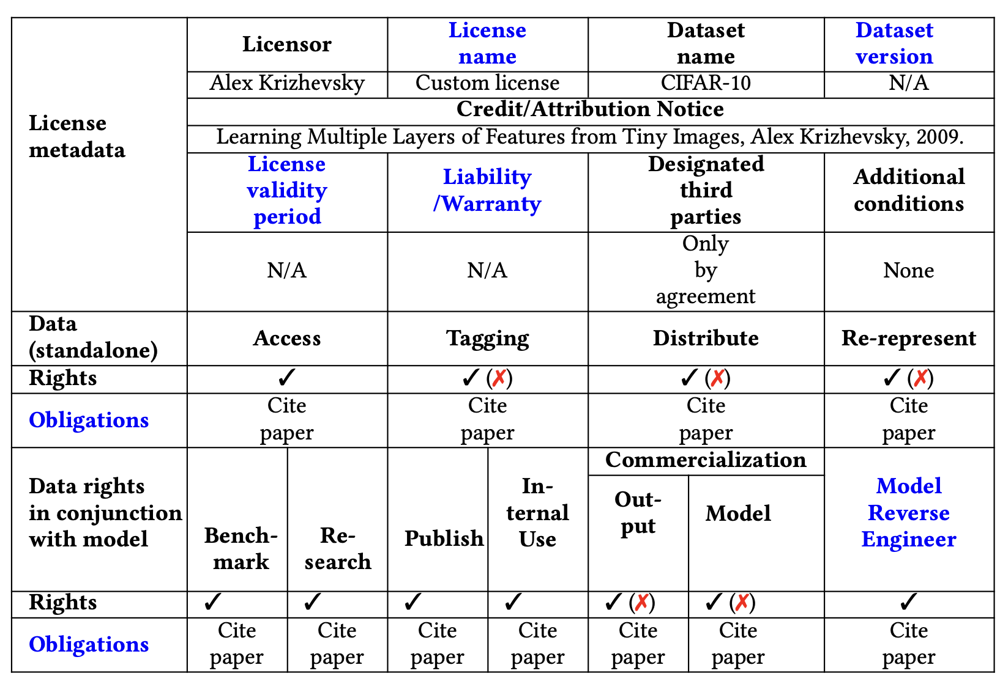 License metadata
Licensor
License name
Dataset name
Dataset version
Alex Krizhevsky
Custom license
CIFAR-10
N/A
Credit/Attribution Notice
Learning Multiple Layers of Features from Tiny Images, Alex Krizhevsky, 2009.
License validity period
Liability /Warranty
Designated third parties
Additional conditions
N/A
N/A
Only by agreement
None
Data (standalone)
Access
Tagging
Distribute
Re-represent
Rights
✓
✓(✗)
✓(✗)
✓(✗)
Obligations
Cite paper
Cite paper
Cite paper
Cite paper
Data rights in conjunction with model
Bench-mark
Re-search
Publish
In-ternal Use
Commercialization
Out-put
Model
Model Reverse Engineer
Rights
✓
✓
✓
✓
✓(✗)
✓(✗)
✓
Obligations
Cite paper
Cite paper
Cite paper
Cite paper
Cite paper
Cite paper
Cite paper